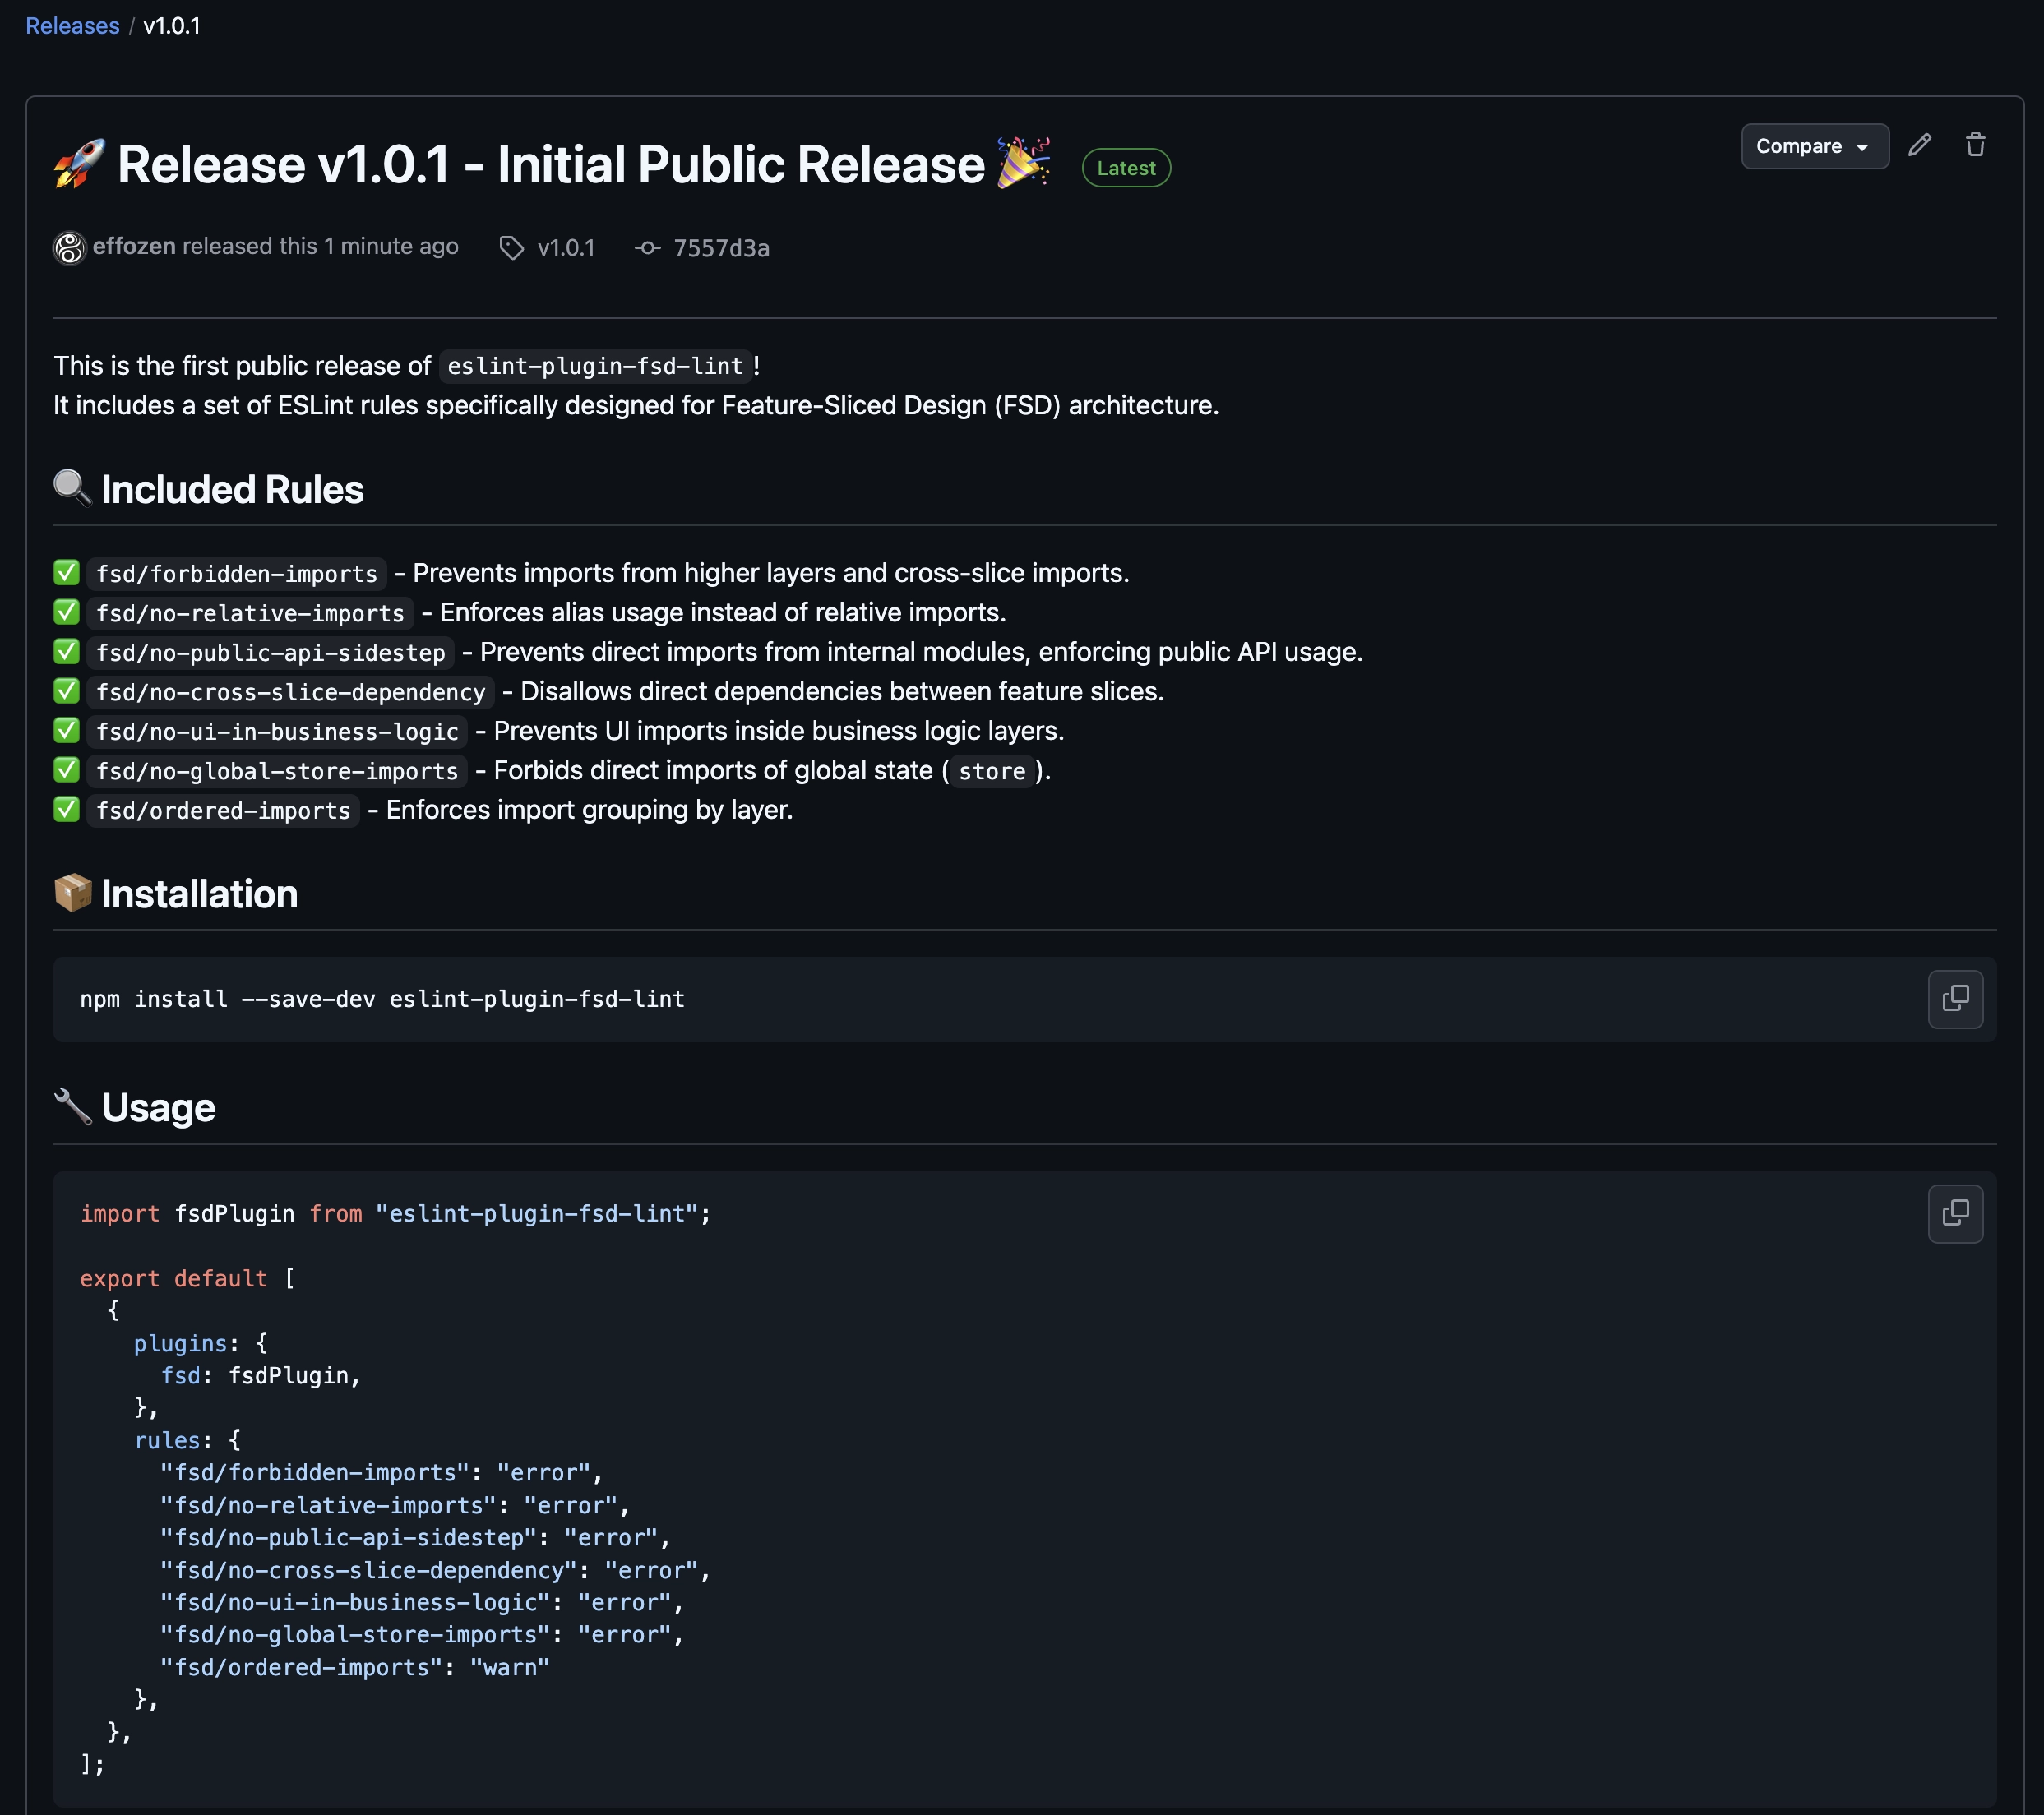 Releases / v1.0.1
🚀 Release v1.0.1 - Initial Public Release 🎉 Latest
Compare
effozen released this 1 minute ago v1.0.1 7557d3a
This is the first public release of eslint-plugin-fsd-lint!
It includes a set of ESLint rules specifically designed for Feature-Sliced Design (FSD) architecture.
🔍 Included Rules
✅ fsd/forbidden-imports - Prevents imports from higher layers and cross-slice imports.
✅ fsd/no-relative-imports - Enforces alias usage instead of relative imports.
✅ fsd/no-public-api-sidestep - Prevents direct imports from internal modules, enforcing public API usage.
✅ fsd/no-cross-slice-dependency - Disallows direct dependencies between feature slices.
✅ fsd/no-ui-in-business-logic - Prevents UI imports inside business logic layers.
✅ fsd/no-global-store-imports - Forbids direct imports of global state (store).
✅ fsd/ordered-imports - Enforces import grouping by layer.
📦 Installation
npm install --save-dev eslint-plugin-fsd-lint
🔧 Usage
import fsdPlugin from "eslint-plugin-fsd-lint";
export default [
  {
    plugins: {
      fsd: fsdPlugin,
    },
    rules: {
      "fsd/forbidden-imports": "error",
      "fsd/no-relative-imports": "error",
      "fsd/no-public-api-sidestep": "error",
      "fsd/no-cross-slice-dependency": "error",
      "fsd/no-ui-in-business-logic": "error",
      "fsd/no-global-store-imports": "error",
      "fsd/ordered-imports": "warn"
    },
  },
];